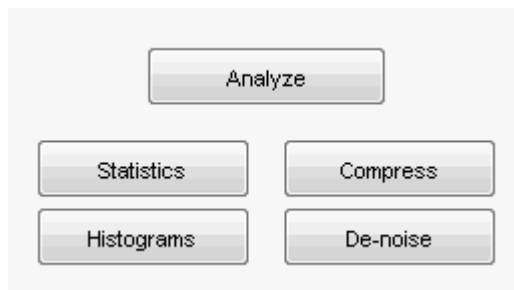 Analyze
Statistics
Compress
Histograms
De-noise